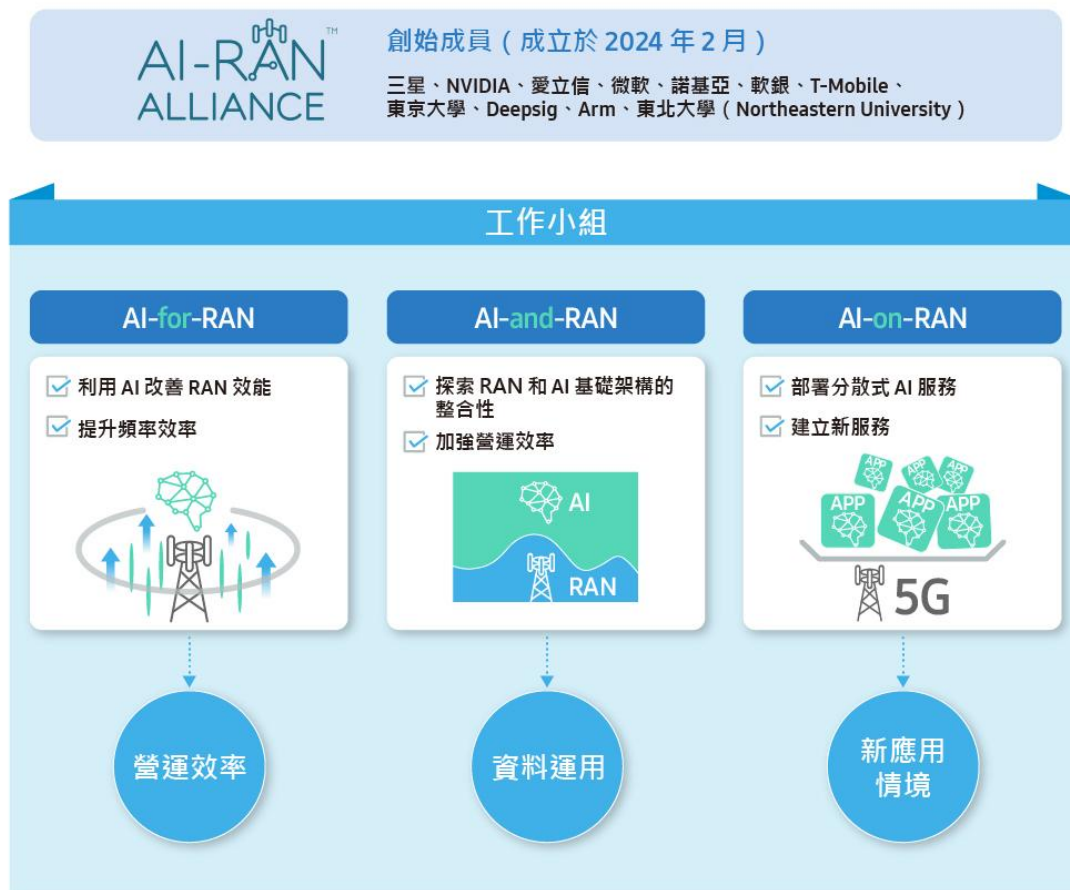 AI-RAN™
ALLIANCE
創始成員（成立於 2024 年 2 月）
三星、NVIDIA、愛立信、微軟、諾基亞、軟銀、T-Mobile、
東京大學、Deepsig、Arm、東北大學（Northeastern University）
工作小組
AI-for-RAN
利用 AI 改善 RAN 效能
提升頻率效率
營運效率
AI-and-RAN
探索 RAN 和 AI 基礎架構的
整合性
加強營運效率
AI
RAN
資料運用
AI-on-RAN
部署分散式 AI 服務
建立新服務
APP
APP
APP
APP
APP
APP
5G
新應用
情境